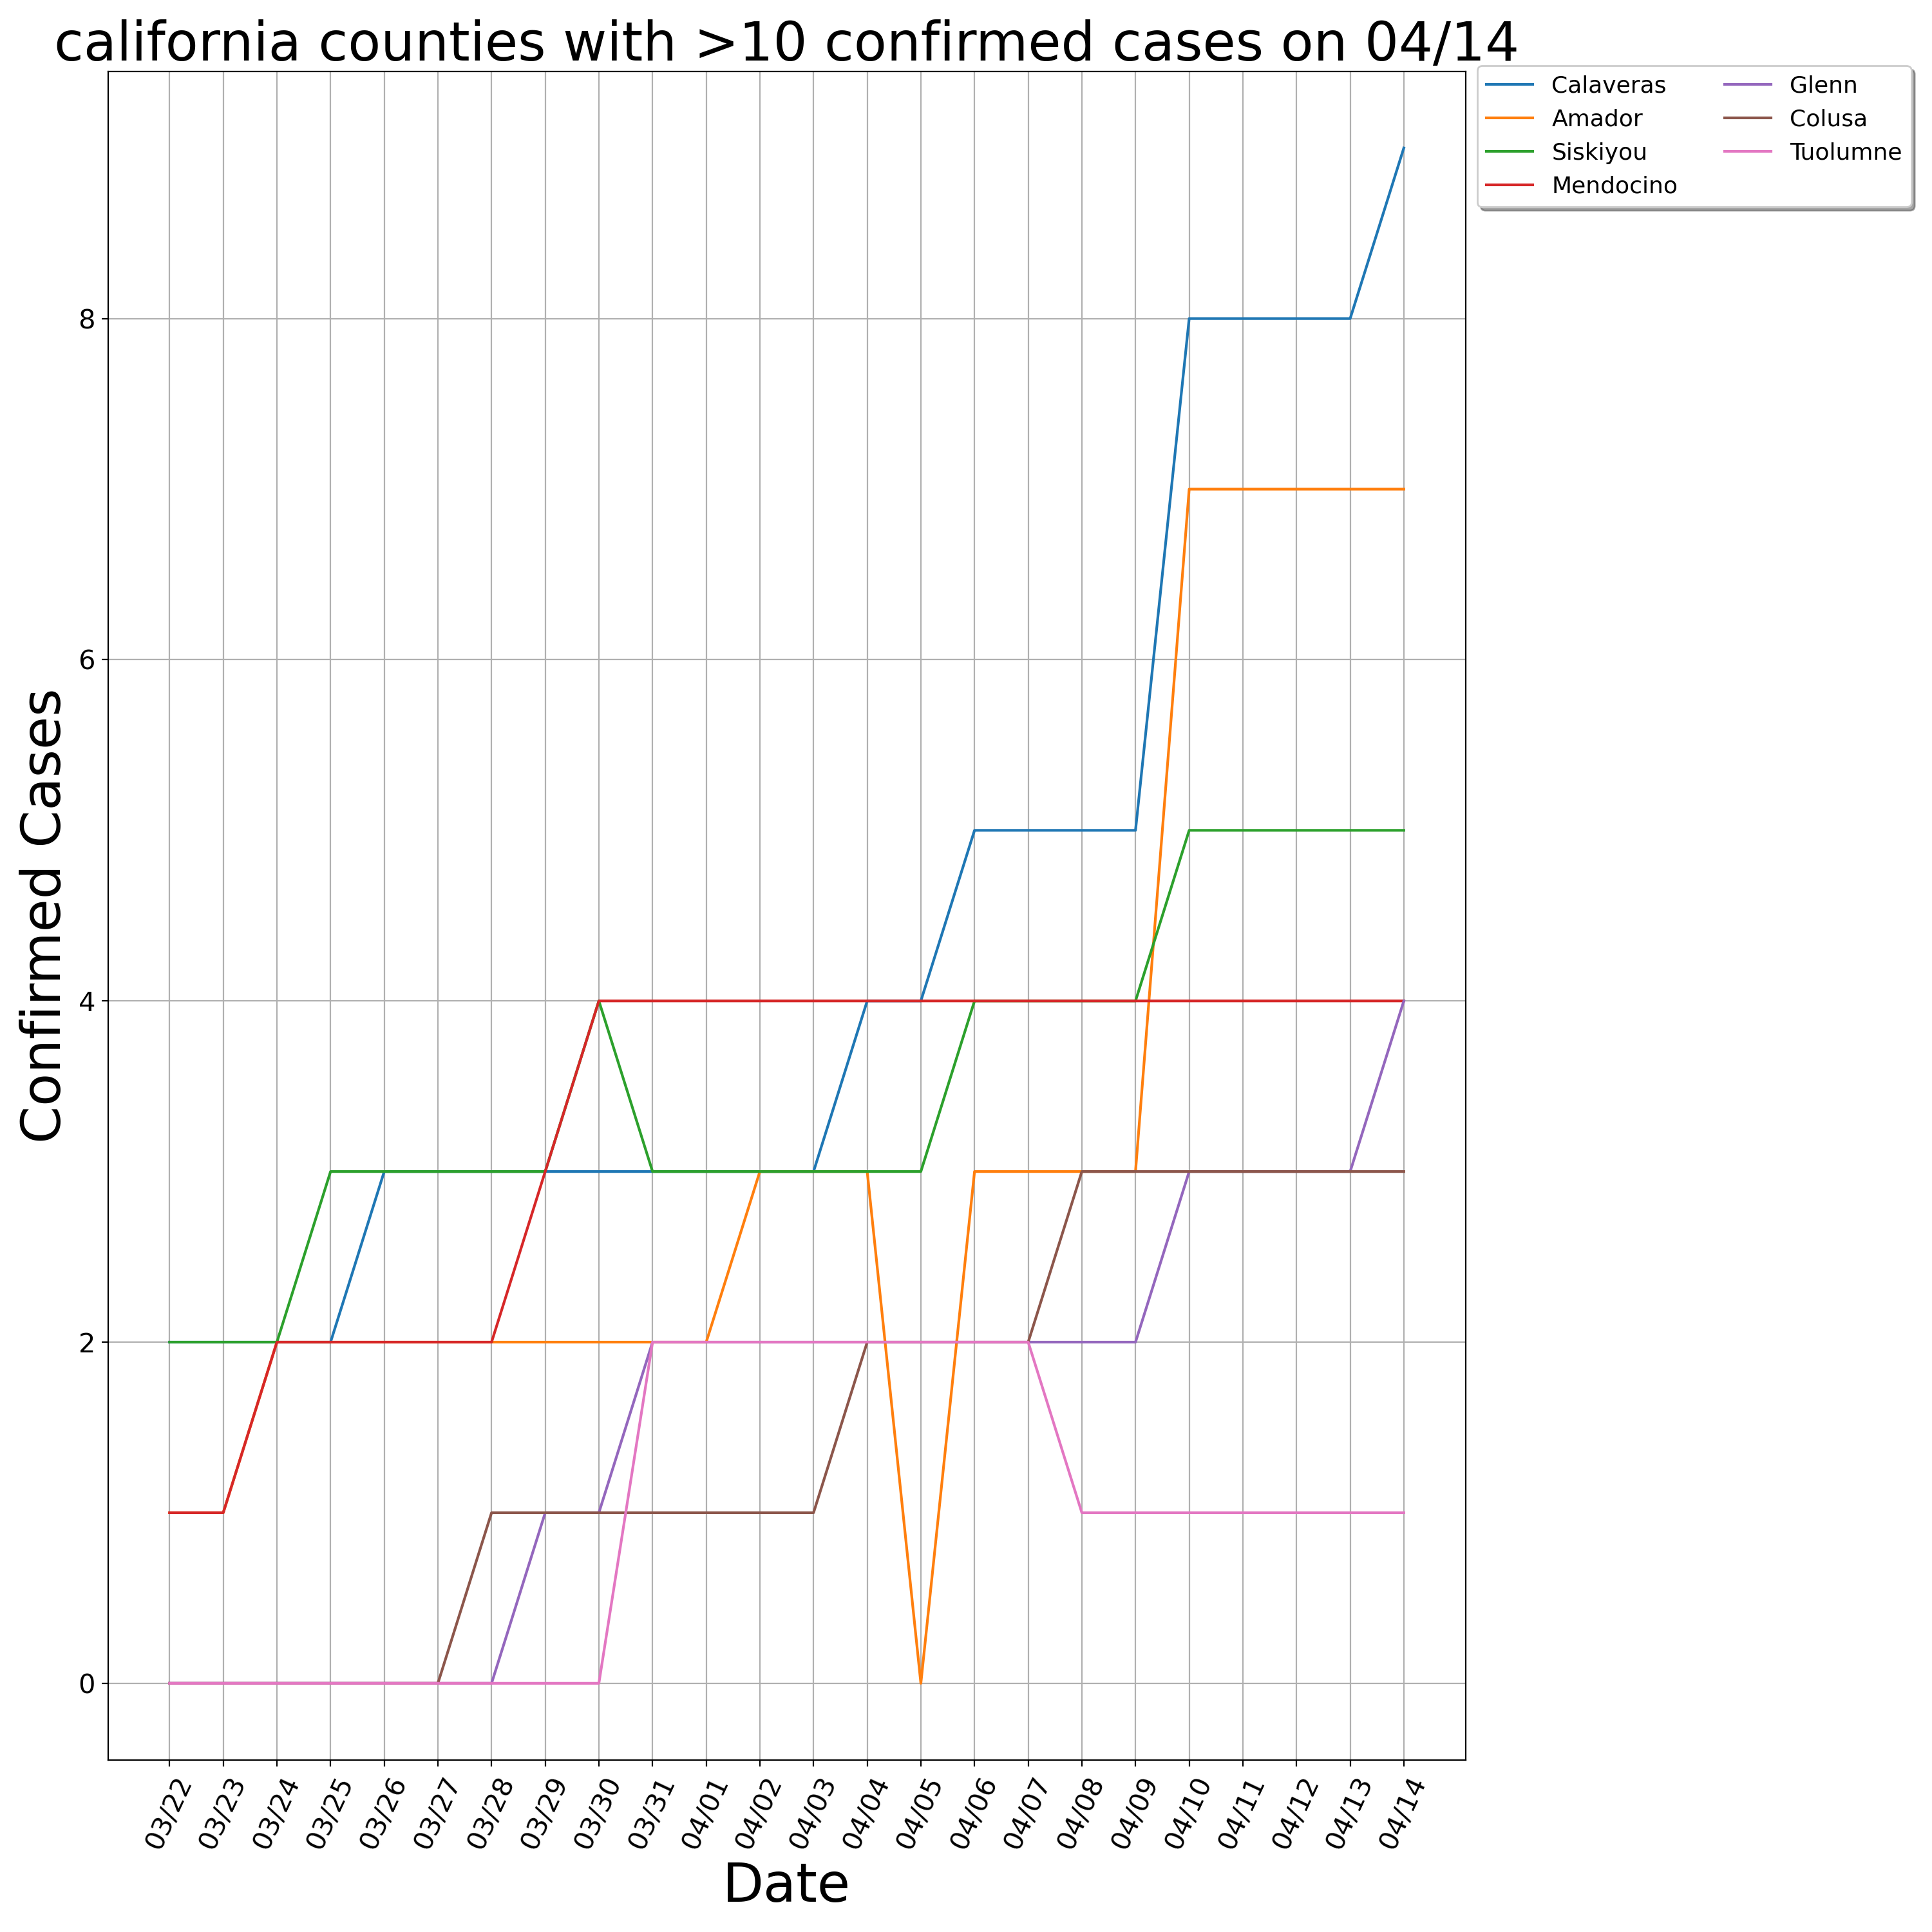 california counties with >10 confirmed cases on 04/14
Calaveras
Amador
Siskiyou
Mendocino
Glenn
Colusa
Tuolumne
Confirmed Cases
8
6
4
2
0
03/22
03/23
03/24
03/25
03/26
03/27
03/28
03/29
03/30
03/31
04/01
04/02
04/03
04/04
04/05
04/06
04/07
04/08
04/09
04/10
04/11
04/12
04/13
04/14
Date